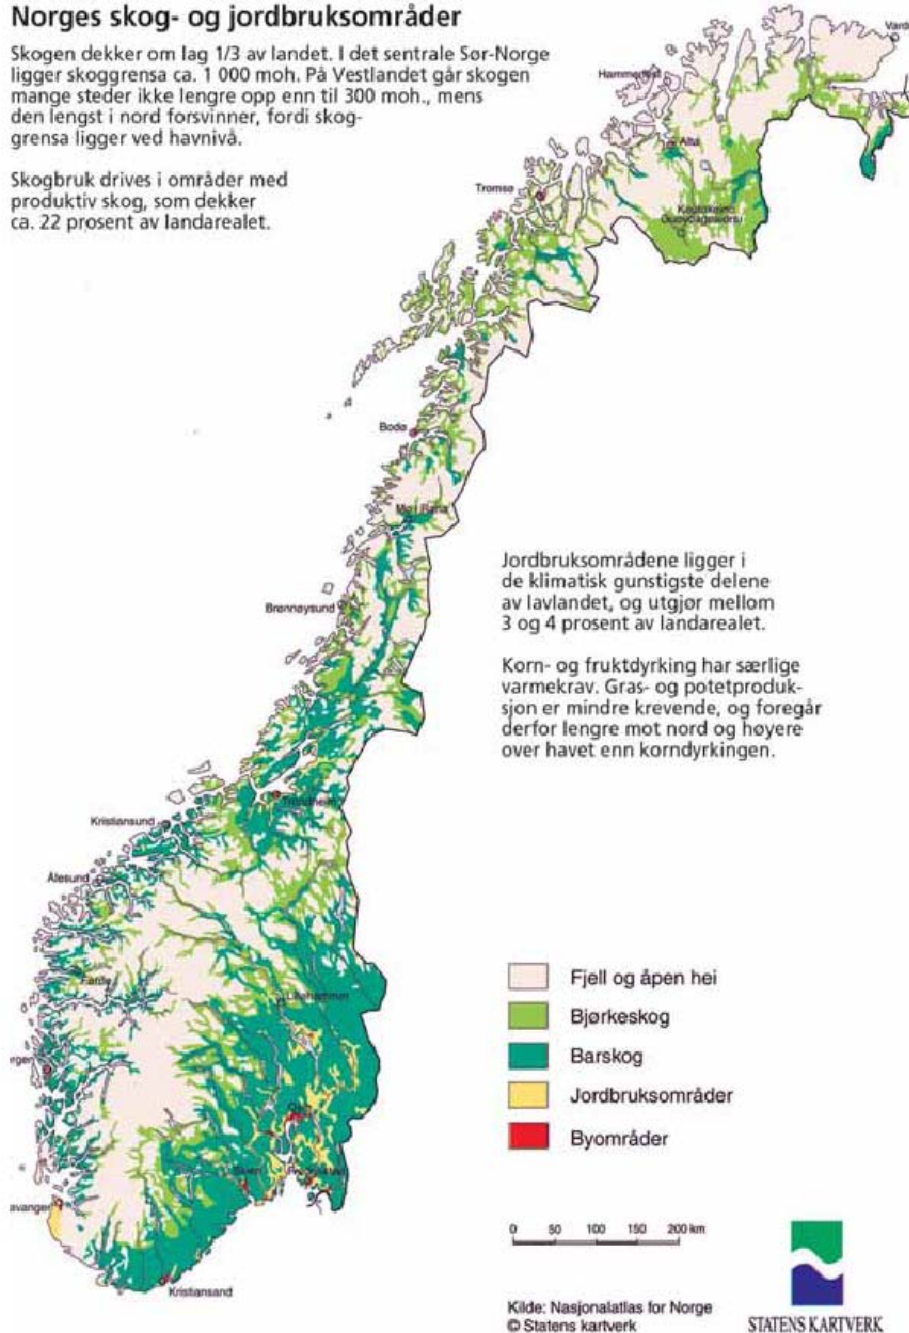 Norges skog- og jordbruksområder
Skogen dekker om lag 1/3 av landet. I det sentrale Sør-Norge
ligger skoggrensa ca. 1 000 moh. På Vestlandet går skogen
mange steder ikke lengre opp enn til 300 moh., mens
den lengst i nord forsvinner, fordi skog-
grensa ligger ved havnivå.
Skogbruk drives i områder med
produktiv skog, som dekker
ca. 22 prosent av landarealet.
Vard
Hammerfest
Alta
Tromsø
Kautokeino
Bodø
Mo i Rana
Brønnøysund
Jordbruksområdene ligger i
de klimatisk gunstigste delene
av lavlandet, og utgjør mellom
3 og 4 prosent av landarealet.
Korn- og fruktdyrking har særlige
varmekrav. Gras- og potetproduk-
sjon er mindre krevende, og foregår
derfor lengre mot nord og høyere
over havet enn korndyrkingen.
Trondheim
Kristiansund
Ålesund
Førde
Lillehammer
rgen
Skien
avanger
Kristiansand
Fjell og åpen hei
Bjørkeskog
Barskog
Jordbruksområder
Byområder
0 50 100 150 200 km
Kilde: Nasjonalatlas for Norge
© Statens kartverk
STATENS KARTVERK